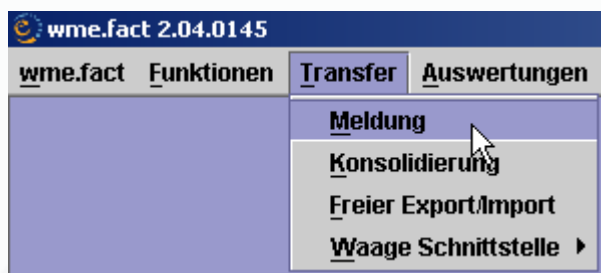 wme.fact 2.04.0145
wme.fact Funktionen Transfer Auswertungen
Meldung
Konsolidierung
Freier Export/Import
Waage Schnittstelle